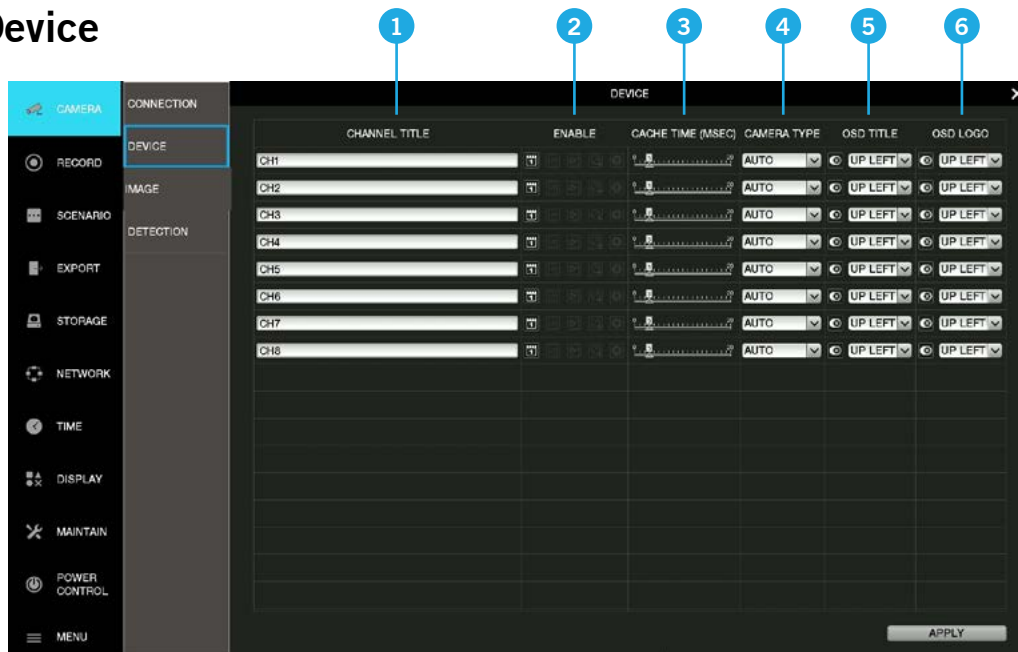 Device
1 2 3 4 5 6
DEVICE
CAMERA
RECORD
SCENARIO
EXPORT
STORAGE
NETWORK
TIME
DISPLAY
MAINTAIN
POWER
CONTROL
MENU
CONNECTION
DEVICE
IMAGE
DETECTION
CHANNEL TITLE ENABLE CACHE TIME (MSEC) CAMERA TYPE OSD TITLE OSD LOGO
CH1 AUTO UP LEFT UP LEFT
CH2 AUTO UP LEFT UP LEFT
CH3 AUTO UP LEFT UP LEFT
CH4 AUTO UP LEFT UP LEFT
CH5 AUTO UP LEFT UP LEFT
CH6 AUTO UP LEFT UP LEFT
CH7 AUTO UP LEFT UP LEFT
CH8 AUTO UP LEFT UP LEFT
APPLY